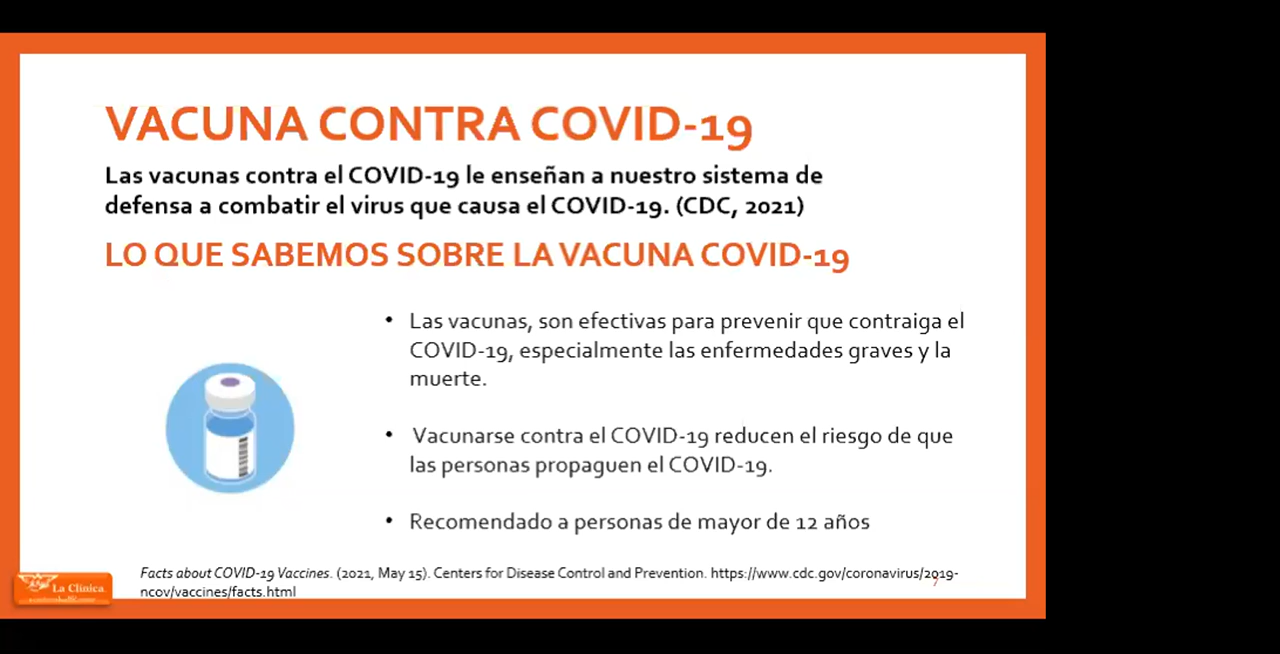 VACUNA CONTRA COVID-19
Las vacunas contra el COVID-19 le enseñan a nuestro sistema de
defensa a combatir el virus que causa el COVID-19. (CDC, 2021)
LO QUE SABEMOS SOBRE LA VACUNA COVID-19
• Las vacunas, son efectivas para prevenir que contraiga el
COVID-19, especialmente las enfermedades graves y la
muerte.
• Vacunarse contra el COVID-19 reducen el riesgo de que
las personas propaguen el COVID-19.
• Recomendado a personas de mayor de 12 años
Facts about COVID-19 Vaccines. (2021, May 15). Centers for Disease Control and Prevention. https://www.cdc.gov/coronavirus/2019-
ncov/vaccines/facts.html
La Clínica